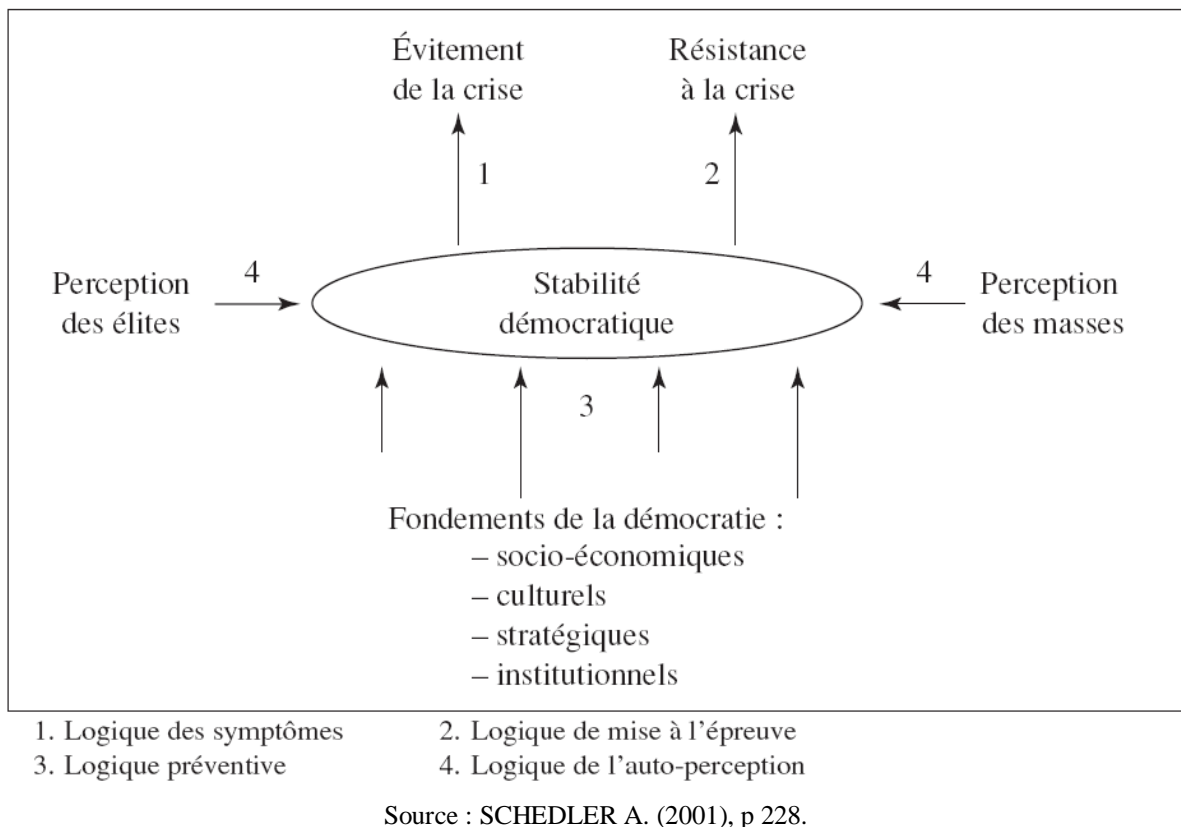 Évitement
de la crise
Résistance
à la crise
1
2
Perception
des élites
4
Stabilité
démocratique
4
Perception
des masses
3
Fondements de la démocratie :
– socio-économiques
– culturels
– stratégiques
– institutionnels
1. Logique des symptômes
2. Logique de mise à l'épreuve
3. Logique préventive
4. Logique de l'auto-perception
Source : SCHEDLER A. (2001), p 228.